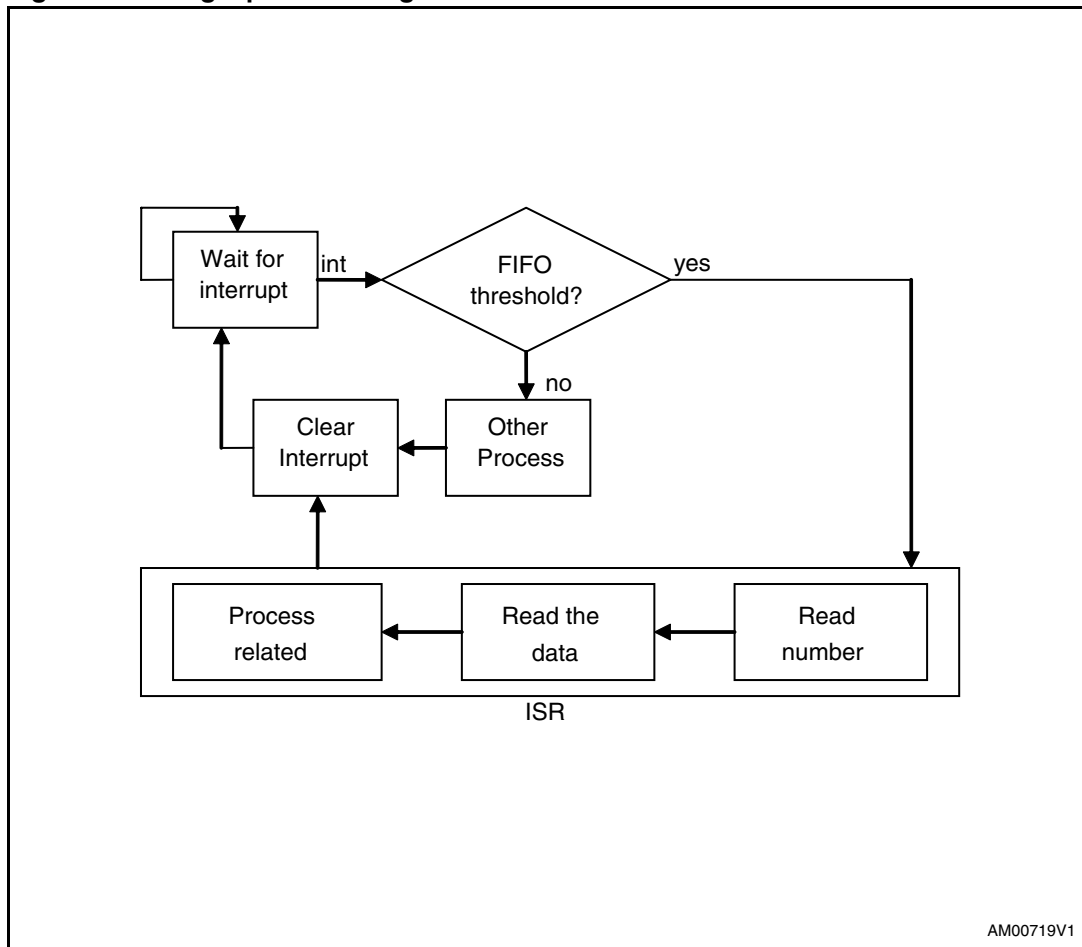 Wait for
interrupt
int
FIFO
threshold?
yes
no
Clear
Interrupt
Other
Process
Process
related
Read the
data
Read
number
ISR
AM00719V1